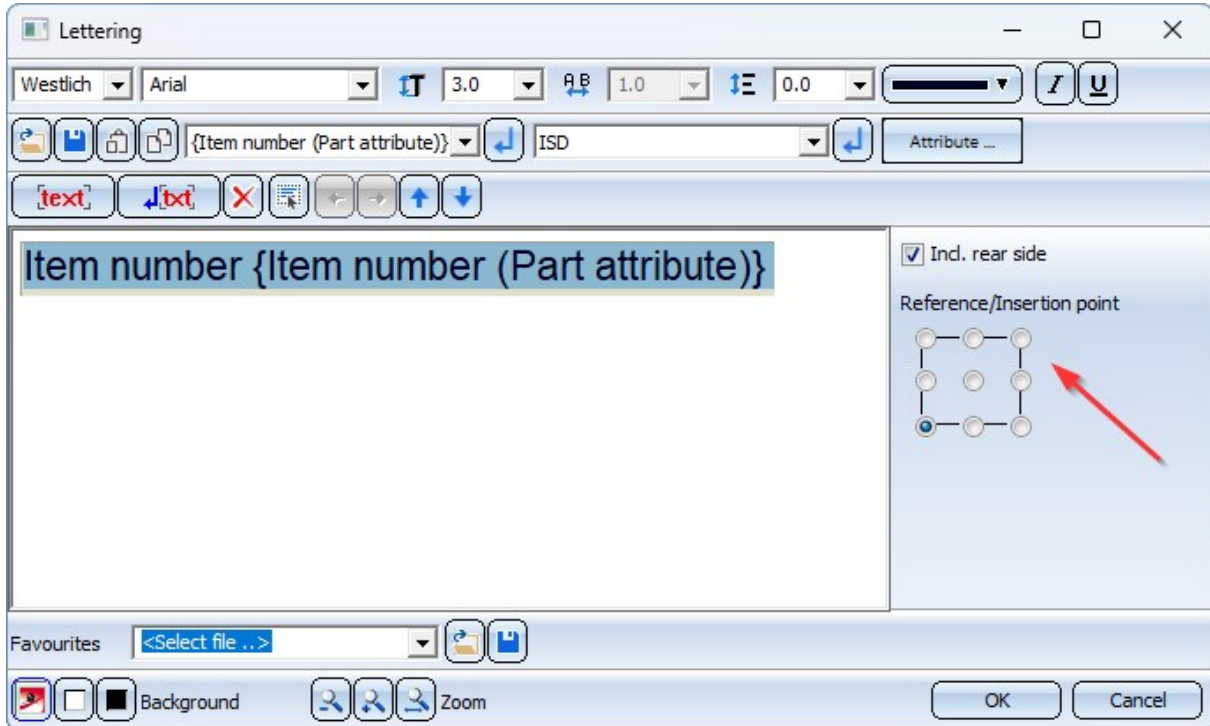 Lettering
Westlich Arial T 3.0 AB 1.0 0.0 I U
{Item number (Part attribute)} ISD Attribute ...
[text] [txt]
Item number {Item number (Part attribute)}
Incl. rear side
Reference/Insertion point
Favourites <Select file ..>
Background Zoom OK Cancel